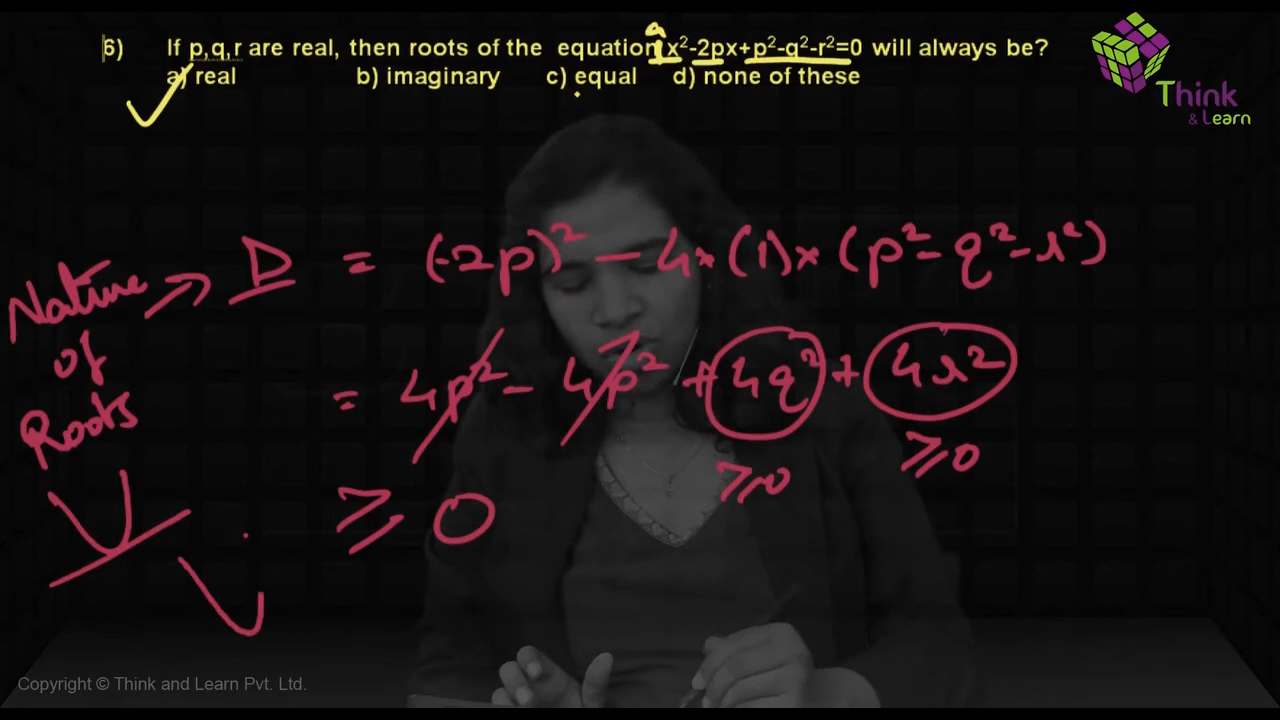 6) If p,q,r are real, then roots of the equation 1x²-2px+p²-q²-r²=0 will always be?
a
a) real b) imaginary c) equal d) none of these
Think
& Learn
Nature of Roots → D = (-2p)² - 4×(1)×(p²-q²-r²)
= 4p² - 4p² + 4q² + 4r²
≥0 ≥0
≥ 0
Copyright © Think and Learn Pvt. Ltd.